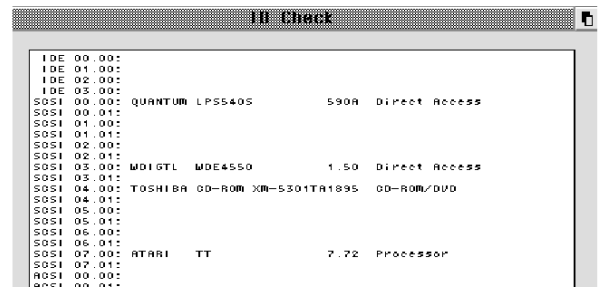 ID Check
IDE 00.00:
IDE 01.00:
IDE 02.00:
IDE 03.00:
SCSI 00.00: QUANTUM LPS540S 590A Direct Access
SCSI 00.01:
SCSI 01.00:
SCSI 01.01:
SCSI 02.00:
SCSI 02.01:
SCSI 03.00: WDIGTL WDE4550 1.50 Direct Access
SCSI 03.01:
SCSI 04.00: TOSHIBA CD-ROM XM-5301TA1895 CD-ROM/DVD
SCSI 04.01:
SCSI 05.00:
SCSI 05.01:
SCSI 06.00:
SCSI 06.01:
SCSI 07.00: ATARI TT 7.72 Processor
SCSI 07.01:
ACSI 00.00:
ACSI 00.01: